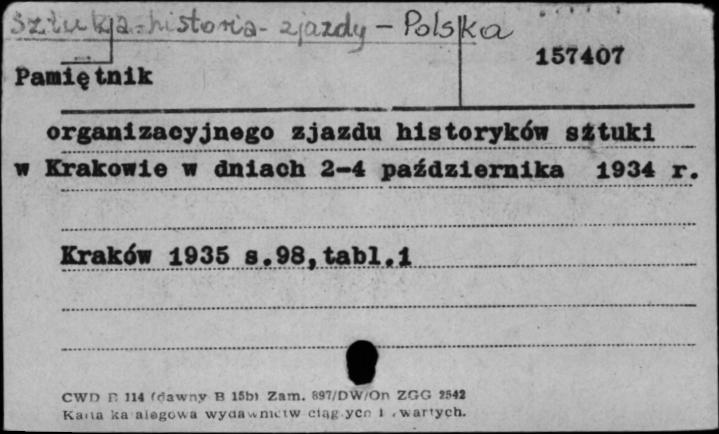 Sztuka-historia-zjazdy-Polska
157407
Pamiętnik
organizacyjnego zjazdu historyków sztuki
w Krakowie w dniach 2-4 października 1934 r.
Kraków 1935 s.98,tabl.1
CWD B 114 (dawny B 15b) Zam. 897/DW/On ZGG 2542
Karta katalogowa wydawnictw ciągłych i zwartych.